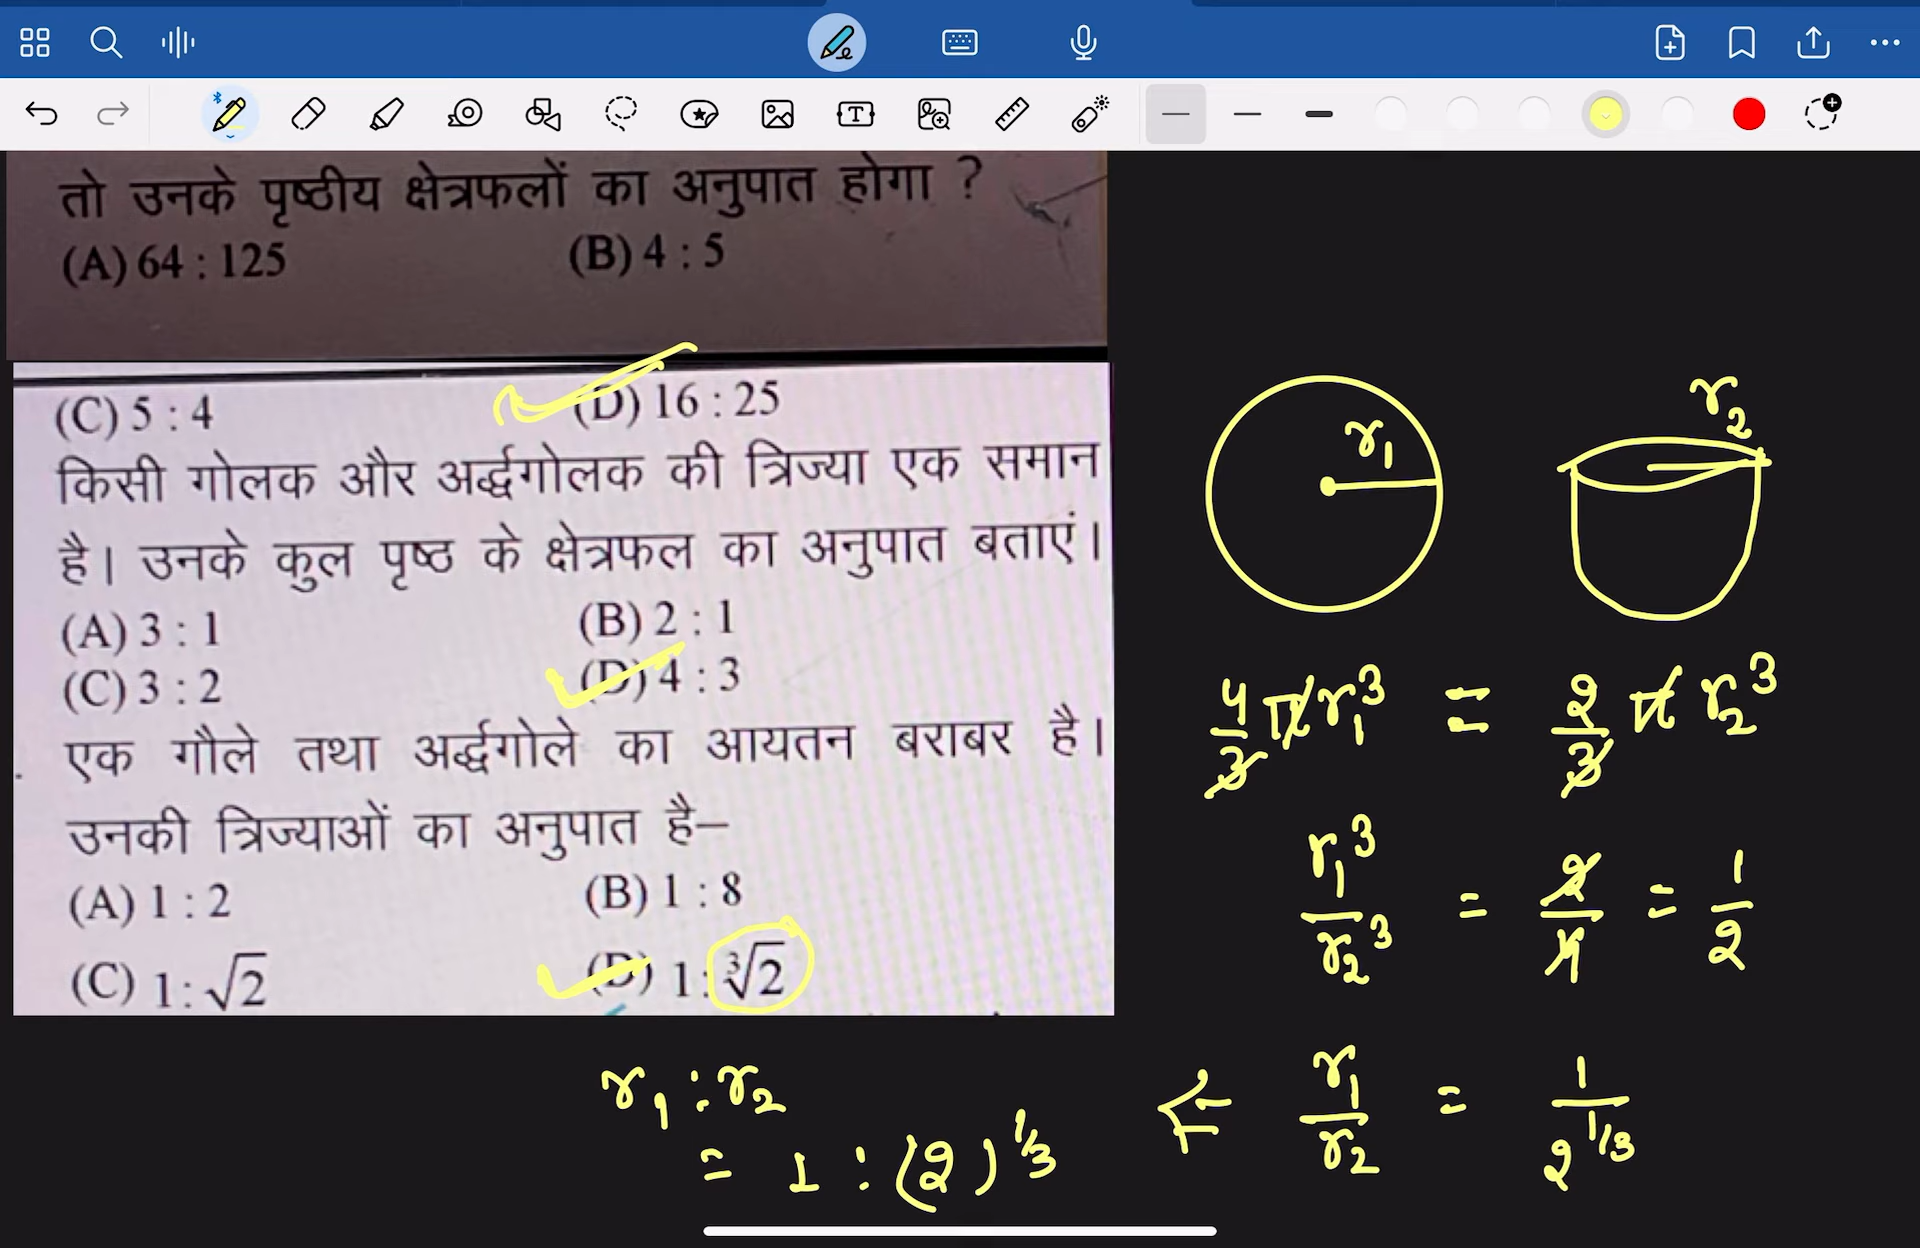 तो उनके पृष्ठीय क्षेत्रफलों का अनुपात होगा ?
(A) 64 : 125 (B) 4 : 5
(C) 5 : 4 (D) 16 : 25
किसी गोलक और अर्द्धगोलक की त्रिज्या एक समान
है। उनके कुल पृष्ठ के क्षेत्रफल का अनुपात बताएं।
(A) 3 : 1 (B) 2 : 1
(C) 3 : 2 (D) 4 : 3
एक गौले तथा अर्द्धगोले का आयतन बराबर है।
उनकी त्रिज्याओं का अनुपात है–
(A) 1 : 2 (B) 1 : 8
(C) 1 : √2 (D) 1 : ∛2
r₁
r₂
4/3 π r₁³ = 2/3 π r₂³
r₁³/r₂³ = 2/4 = 1/2
r₁/r₂ = 1/2^1/3
r₁ : r₂
= 1 : (2)^1/3